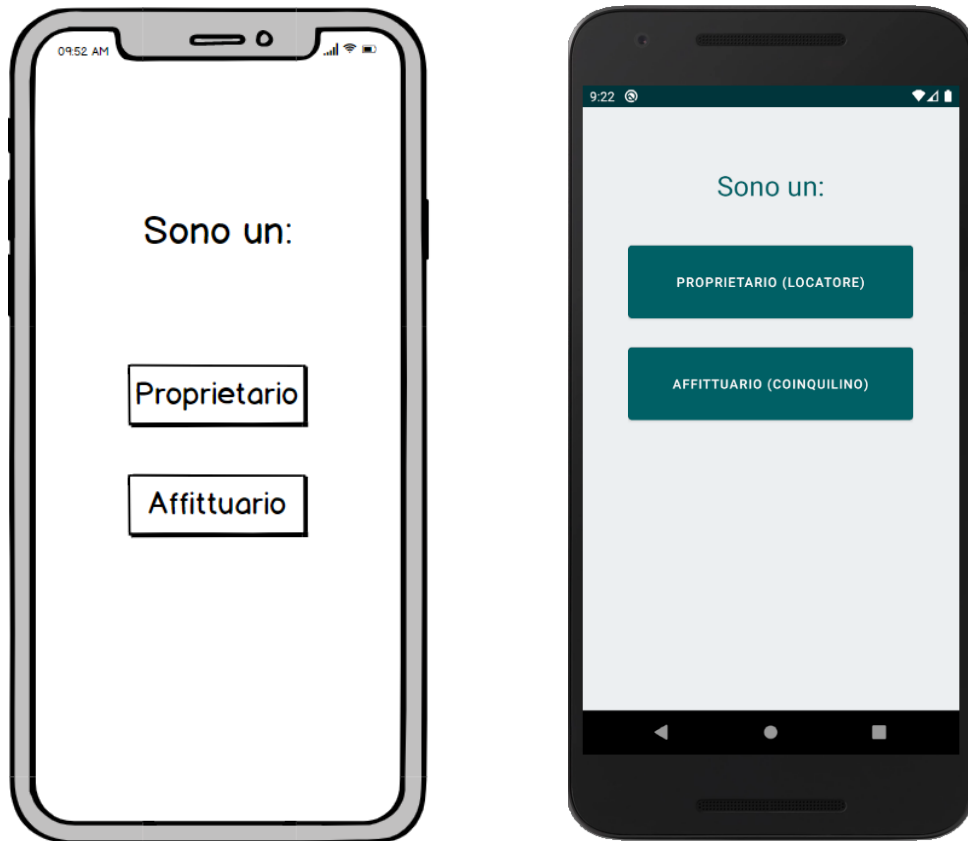 09:52 AM
Sono un:
Proprietario
Affittuario
9:22
Sono un:
PROPRIETARIO (LOCATORE)
AFFITTUARIO (COINQUILINO)